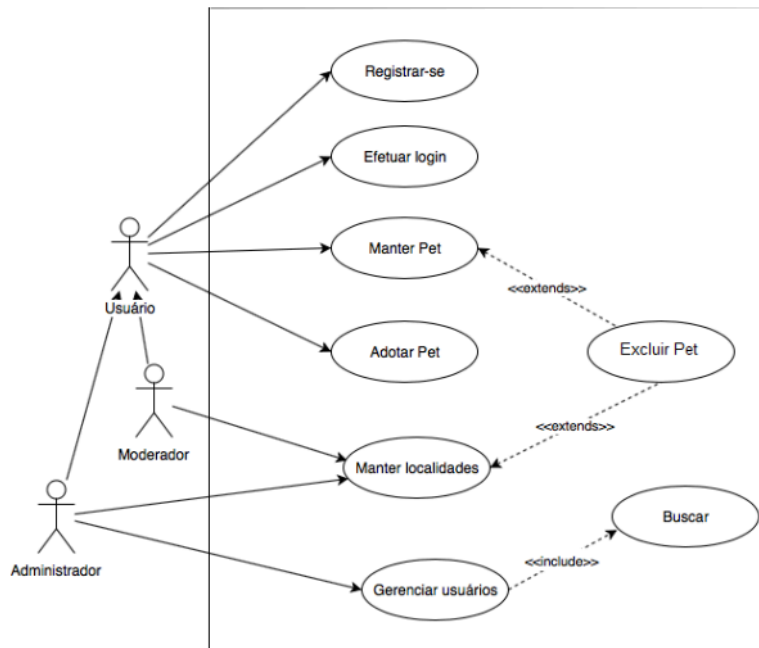 Registrar-se
Efetuar login
Manter Pet
<<extends>>
Usuário
Adotar Pet
Excluir Pet
<<extends>>
Moderador
Manter localidades
Buscar
<<include>>
Administrador
Gerenciar usuários